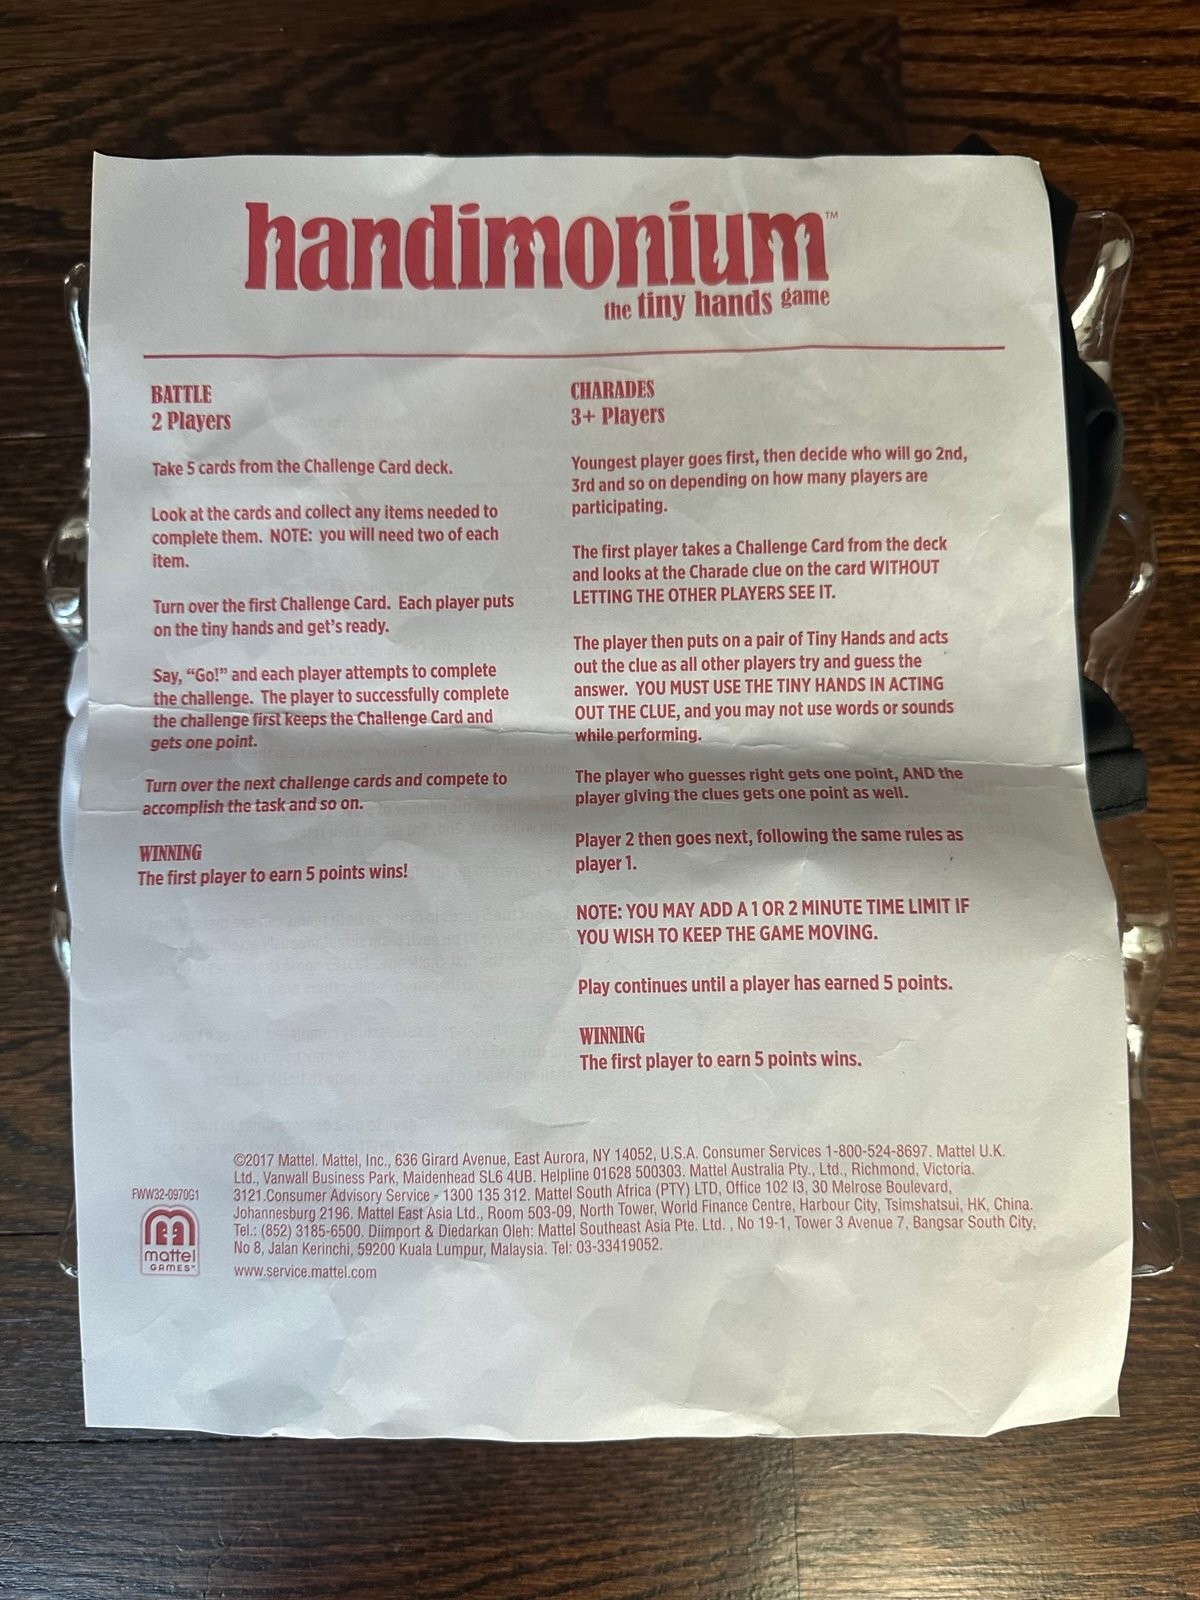 handimonium™
the tiny hands game
BATTLE
2 Players
Take 5 cards from the Challenge Card deck.
Look at the cards and collect any items needed to
complete them. NOTE: you will need two of each
item.
Turn over the first Challenge Card. Each player puts
on the tiny hands and get's ready.
Say, “Go!” and each player attempts to complete
the challenge. The player to successfully complete
the challenge first keeps the Challenge Card and
gets one point.
Turn over the next challenge cards and compete to
accomplish the task and so on.
WINNING
The first player to earn 5 points wins!
CHARADES
3+ Players
Youngest player goes first, then decide who will go 2nd,
3rd and so on depending on how many players are
participating.
The first player takes a Challenge Card from the deck
and looks at the Charade clue on the card WITHOUT
LETTING THE OTHER PLAYERS SEE IT.
The player then puts on a pair of Tiny Hands and acts
out the clue as all other players try and guess the
answer. YOU MUST USE THE TINY HANDS IN ACTING
OUT THE CLUE, and you may not use words or sounds
while performing.
The player who guesses right gets one point, AND the
player giving the clues gets one point as well.
Player 2 then goes next, following the same rules as
player 1.
NOTE: YOU MAY ADD A 1 OR 2 MINUTE TIME LIMIT IF
YOU WISH TO KEEP THE GAME MOVING.
Play continues until a player has earned 5 points.
WINNING
The first player to earn 5 points wins.
FWW32-0970G1
mattel
GAMES™
©2017 Mattel. Mattel, Inc., 636 Girard Avenue, East Aurora, NY 14052, U.S.A. Consumer Services 1-800-524-8697. Mattel U.K.
Ltd., Vanwall Business Park, Maidenhead SL6 4UB. Helpline 01628 500303. Mattel Australia Pty., Ltd., Richmond, Victoria.
3121.Consumer Advisory Service - 1300 135 312. Mattel South Africa (PTY) LTD, Office 102 I3, 30 Melrose Boulevard,
Johannesburg 2196. Mattel East Asia Ltd., Room 503-09, North Tower, World Finance Centre, Harbour City, Tsimshatsui, HK, China.
Tel.: (852) 3185-6500. Diimport & Diedarkan Oleh: Mattel Southeast Asia Pte. Ltd. , No 19-1, Tower 3 Avenue 7, Bangsar South City,
No 8, Jalan Kerinchi, 59200 Kuala Lumpur, Malaysia. Tel: 03-33419052.
www.service.mattel.com